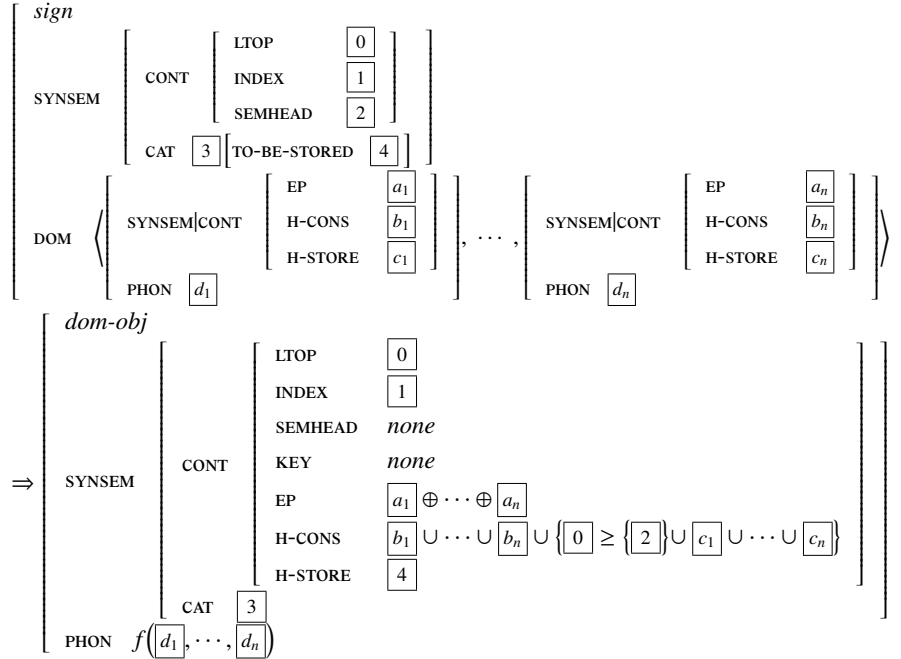 sign
LTOP 0
CONT INDEX 1
SYNSEM SEMHEAD 2
CAT 3 [TO-BE-STORED 4]
EP a1 EP an
SYNSEM|CONT H-CONS b1 SYNSEM|CONT H-CONS bn
DOM ⟨ H-STORE c1 , ⋯ , H-STORE cn ⟩
PHON d1 PHON dn
dom-obj
LTOP 0
INDEX 1
SEMHEAD none
CONT KEY none
⇒ SYNSEM EP a1 ⊕ ⋯ ⊕ an
H-CONS b1 ∪ ⋯ ∪ bn ∪ {0 ≥ {2} ∪ c1 ∪ ⋯ ∪ cn}
H-STORE 4
CAT 3
PHON f(d1, ⋯, dn)